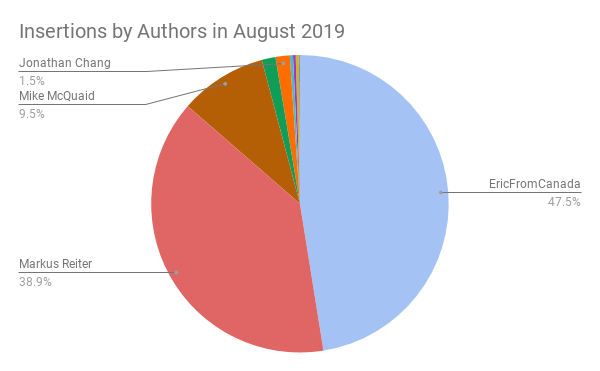 Insertions by Authors in August 2019
Jonathan Chang
1.5%
Mike McQuaid
9.5%
EricFromCanada
47.5%
Markus Reiter
38.9%